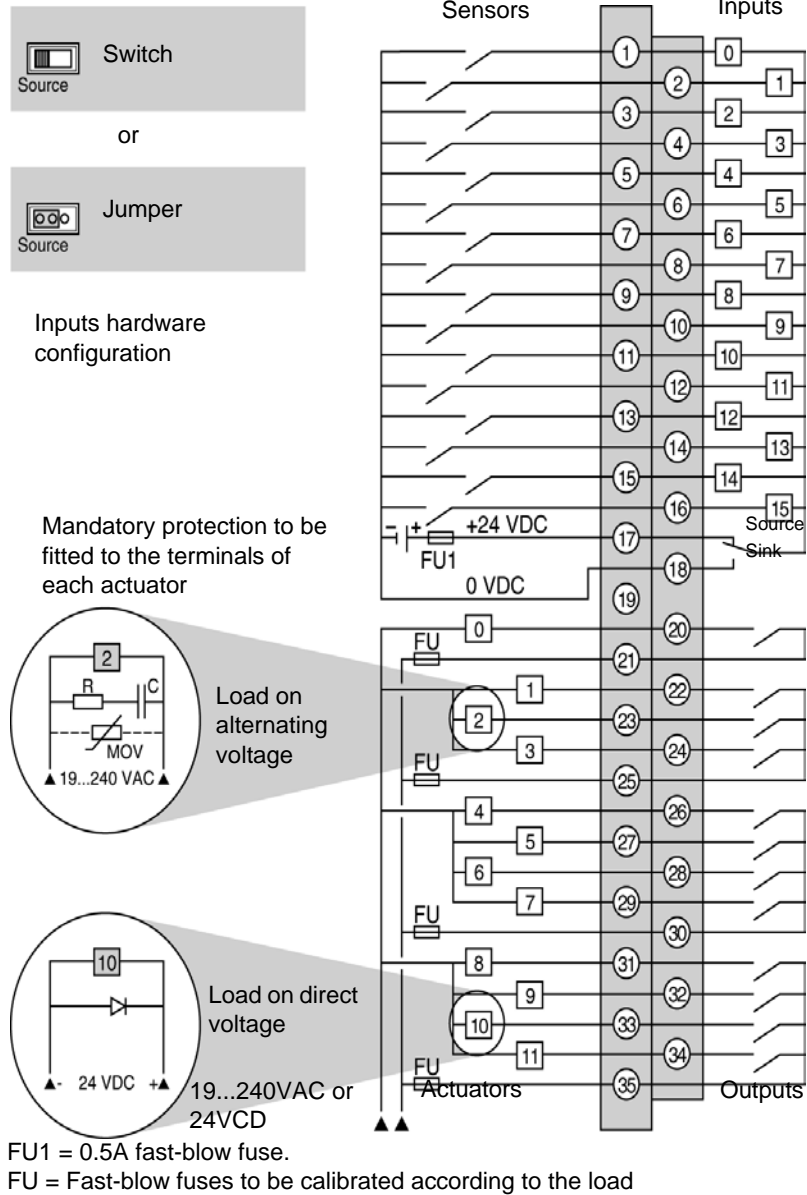 Sensors
Inputs
Switch
Source
or
Jumper
Source
Inputs hardware
configuration
1 0
2 1
3 2
4 3
5 4
6 5
7 6
8 7
9 8
10 9
11 10
12 11
13 12
14 13
15 14
16 15
- + +24 VDC 17 Source
FU1 Sink
18
0 VDC 19
Mandatory protection to be
fitted to the terminals of
each actuator
0 20
FU 21
1 22
2 23
3 24
FU 25
4 26
5 27
6 28
7 29
FU 30
8 31
9 32
10 33
11 34
FU 35
Actuators Outputs
2
R C
MOV
19...240 VAC
Load on
alternating
voltage
10
- 24 VDC +
Load on direct
voltage
19...240VAC or
24VCD
FU1 = 0.5A fast-blow fuse.
FU = Fast-blow fuses to be calibrated according to the load